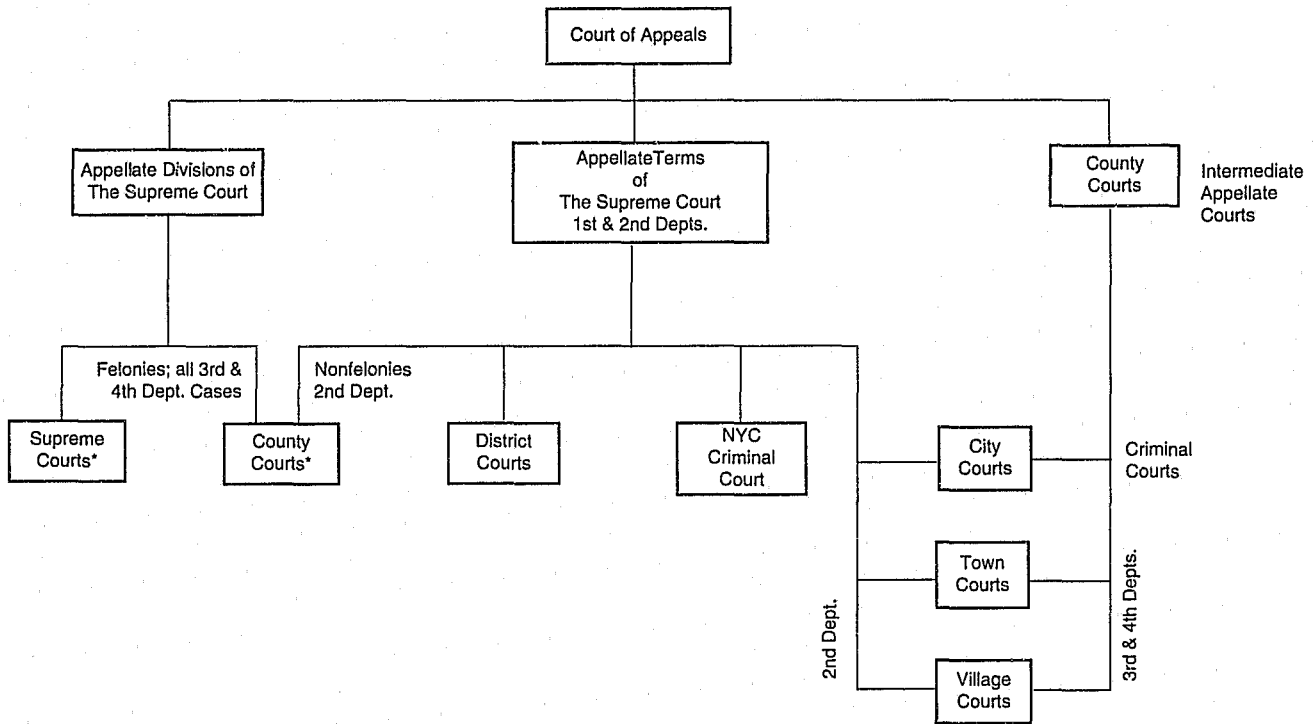 Court of Appeals
Appellate Divisions of
The Supreme Court
AppellateTerms
of
The Supreme Court
1st & 2nd Depts.
County
Courts
Intermediate
Appellate
Courts
Felonies; all 3rd &
4th Dept. Cases
Nonfelonies
2nd Dept.
Supreme
Courts*
County
Courts*
District
Courts
NYC
Criminal
Court
City
Courts
Criminal
Courts
Town
Courts
Village
Courts
2nd Dept.
3rd & 4th Depts.